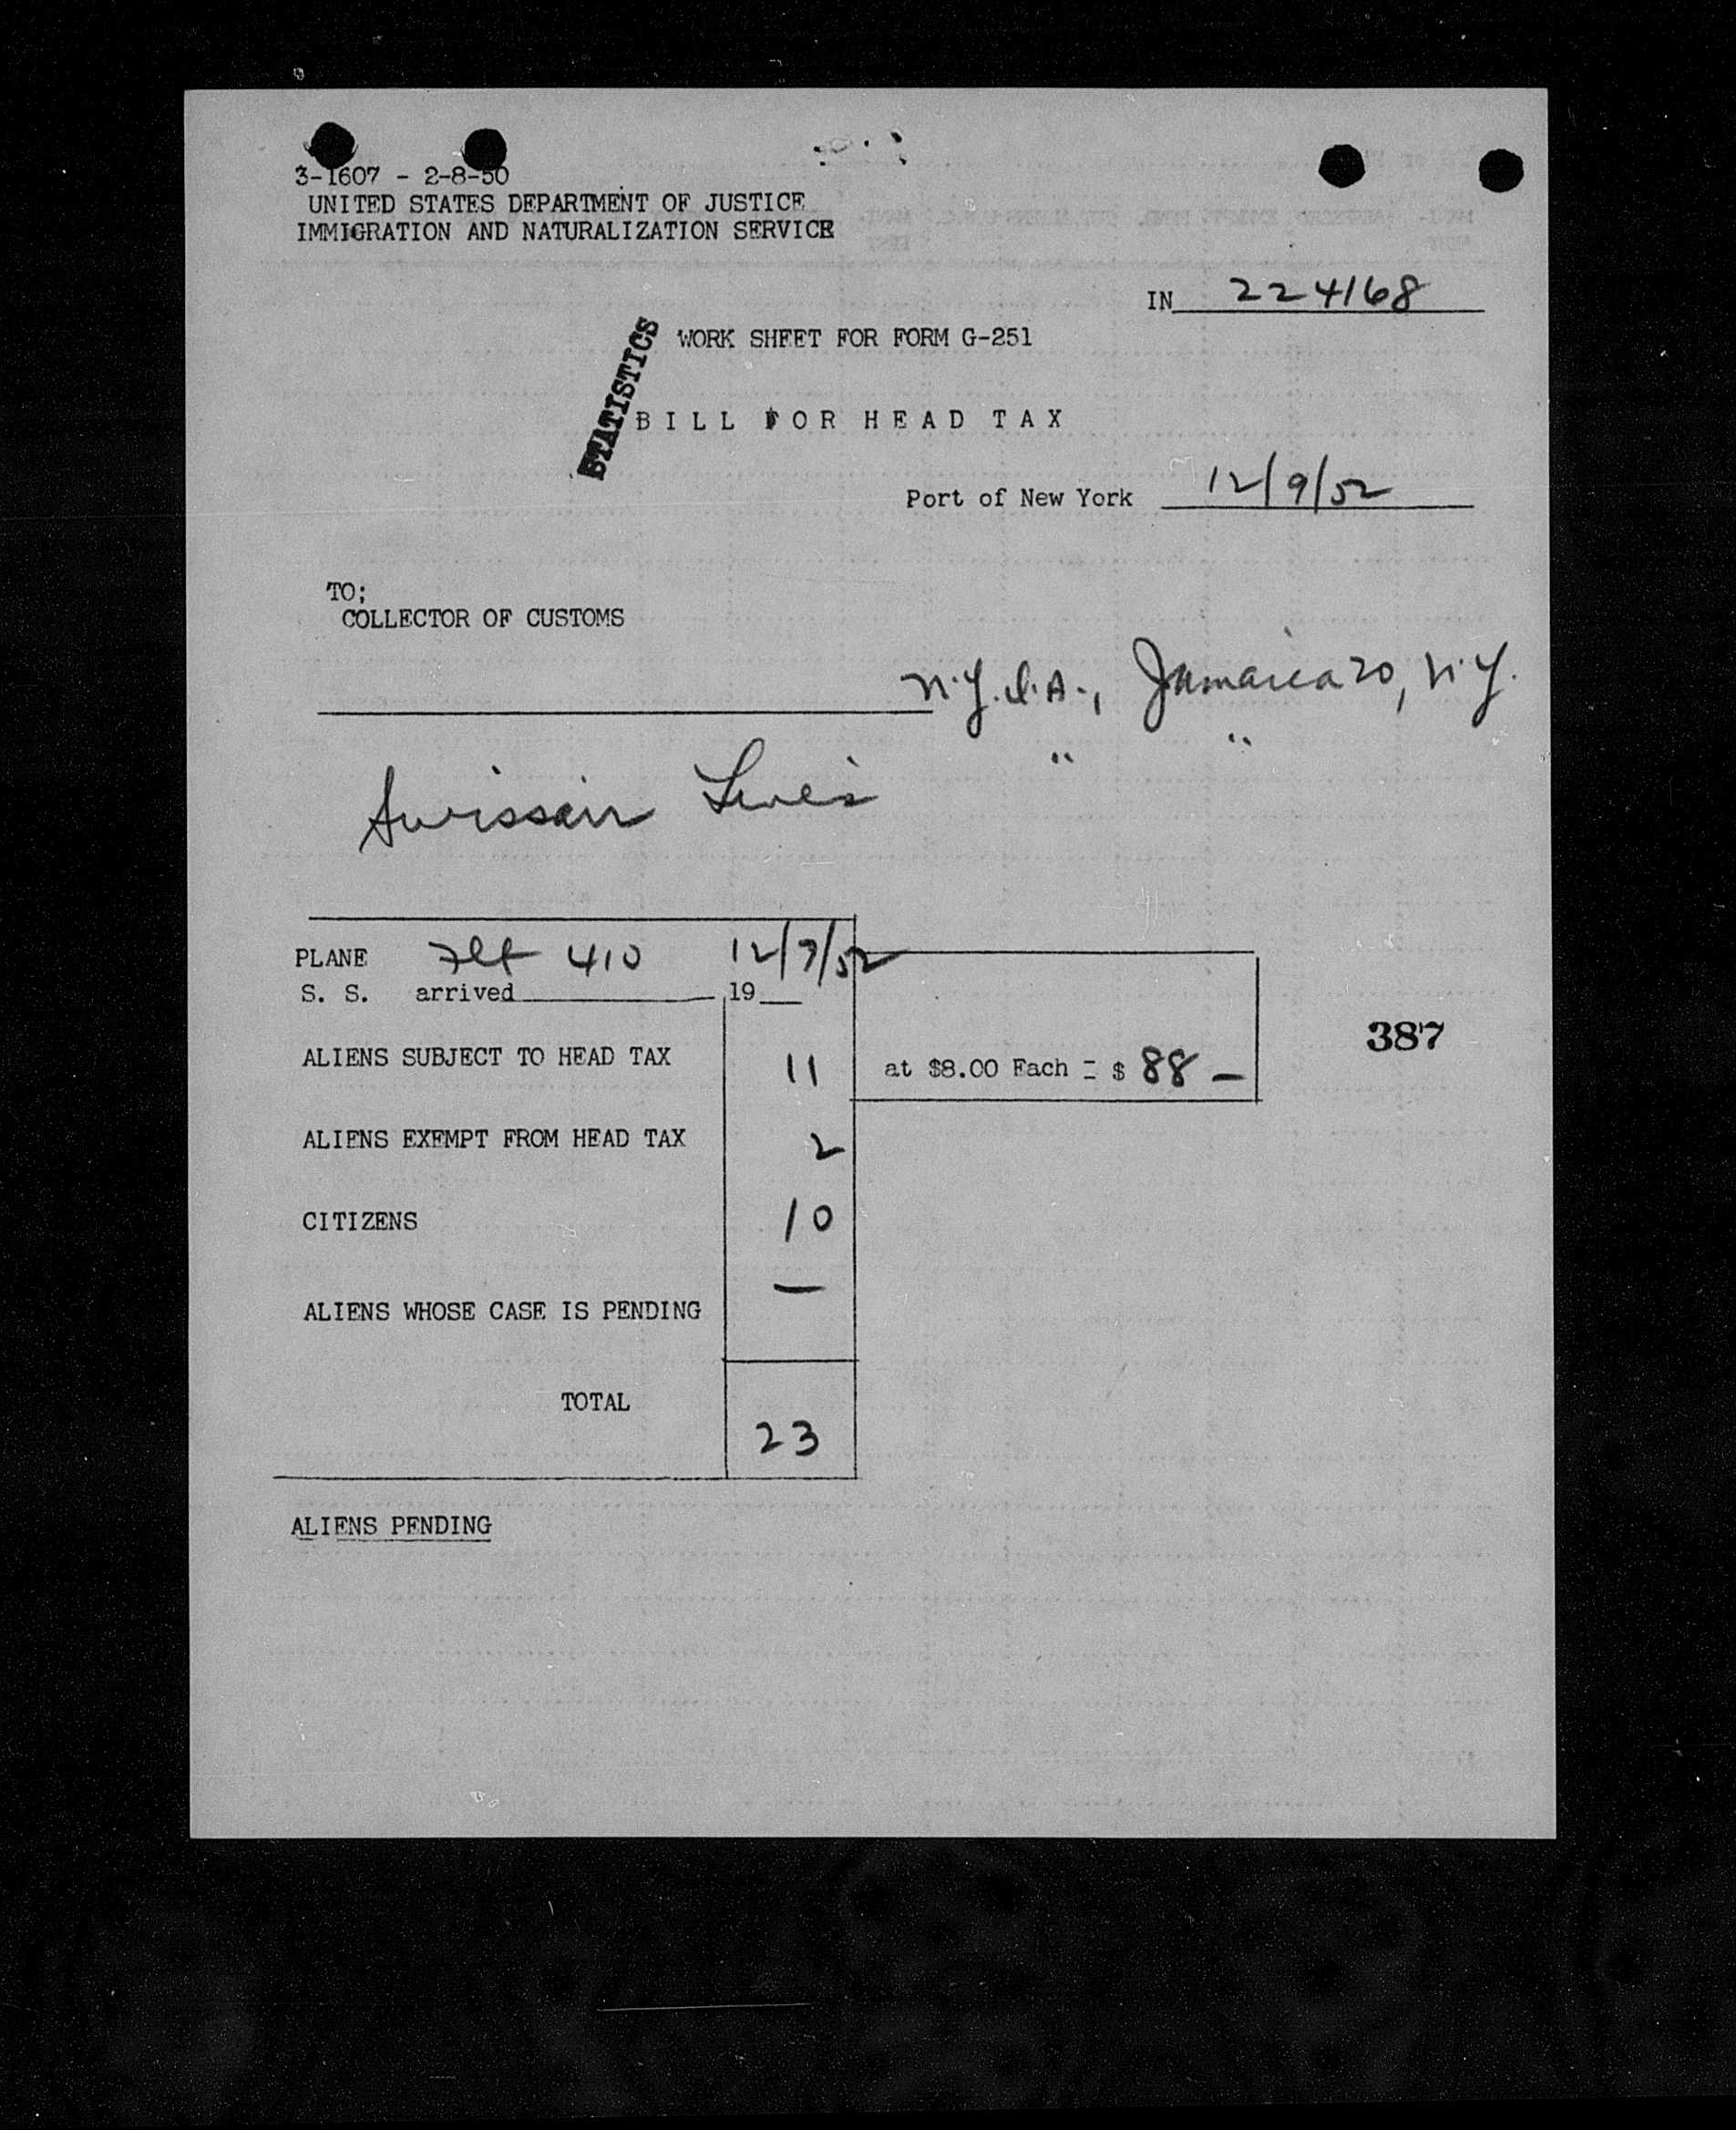 3-1607 - 2-8-50
UNITED STATES DEPARTMENT OF JUSTICE
IMMIGRATION AND NATURALIZATION SERVICE
IN 224168
STATISTICS
WORK SHEET FOR FORM G-251
BILL FOR HEAD TAX
Port of New York 12/9/52
TO;
COLLECTOR OF CUSTOMS
N.Y.I.A., Jamaica 20, N.Y.
Swissair Lines " "
PLANE Flt 410 12/7/52
S. S. arrived , 19
ALIENS SUBJECT TO HEAD TAX 11 at $8.00 Each = $ 88 —
387
ALIENS EXEMPT FROM HEAD TAX 2
CITIZENS 10
ALIENS WHOSE CASE IS PENDING —
TOTAL 23
ALIENS PENDING